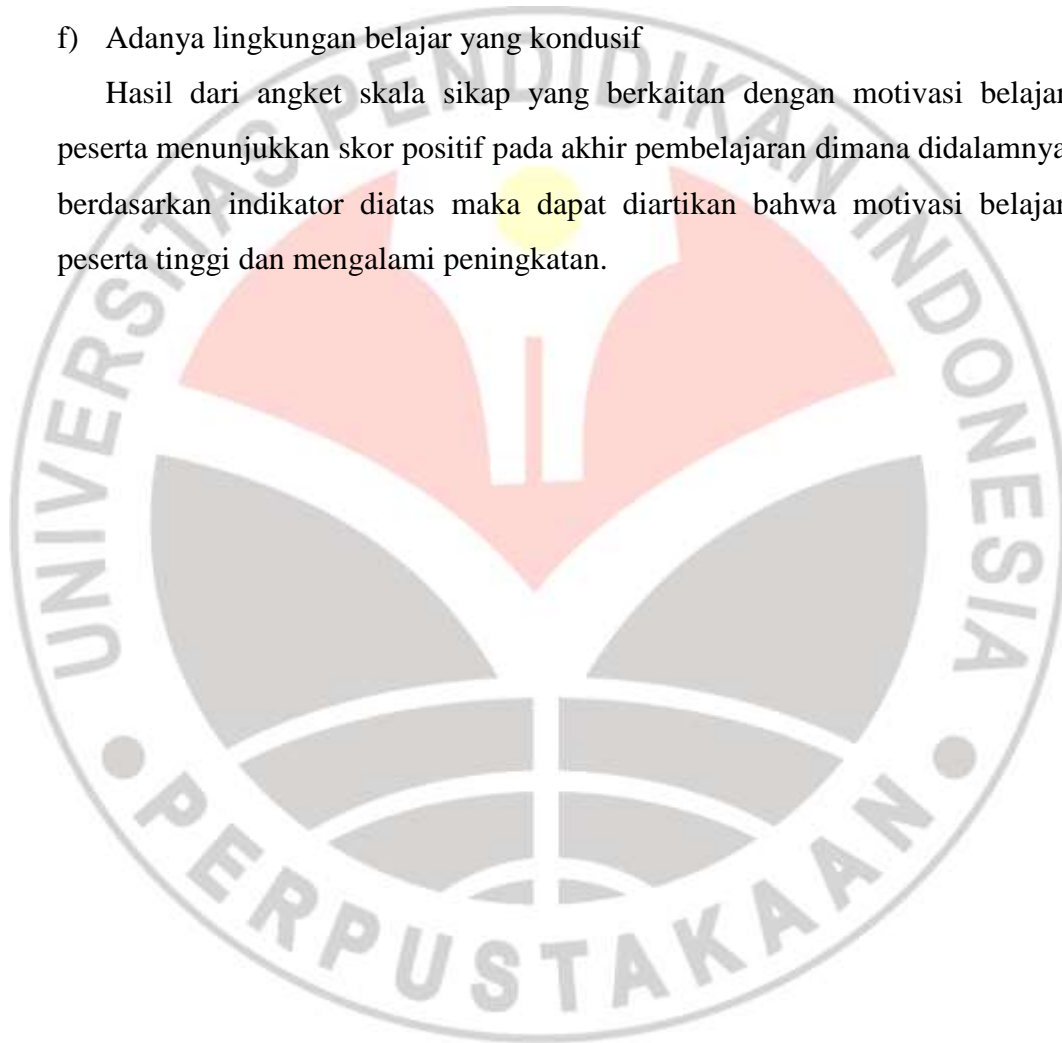 f) Adanya lingkungan belajar yang kondusif
Hasil dari angket skala sikap yang berkaitan dengan motivasi belajar
peserta menunjukkan skor positif pada akhir pembelajaran dimana didalamnya
berdasarkan indikator diatas maka dapat diartikan bahwa motivasi belajar
peserta tinggi dan mengalami peningkatan.
UNIVERSITAS PENDIDIKAN INDONESIA
PERPUSTAKAAN